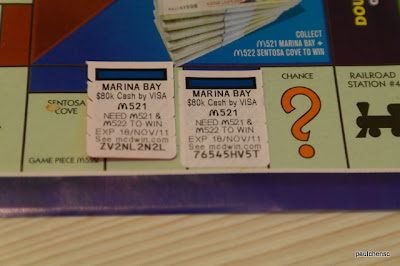 COLLECT
M521 MARINA BAY +
M522 SENTOSA COVE TO WIN
DOU
MARINA BAY
$80k Cash by VISA
M521
NEED M521 &
M522 TO WIN
EXP 18/NOV/11
See mcdwin.com
ZV2NL2N2L
MARINA BAY
$80k Cash by VISA
M521
NEED M521 &
M522 TO WIN
EXP 18/NOV/11
See mcdwin.com
76545HV5T
SENTOSA
COVE
GAME PIECE M522
CHANCE
?
RAILROAD
STATION #4
paulchensc